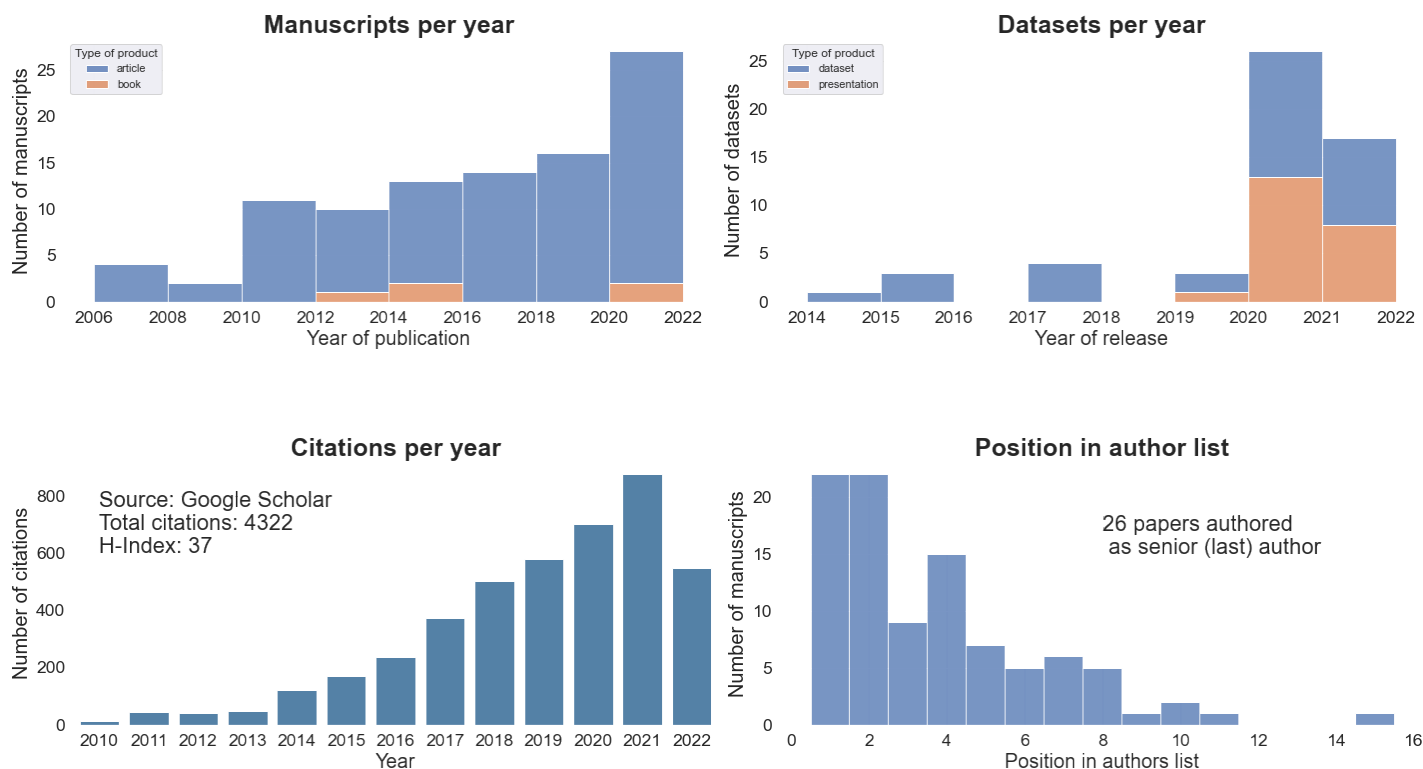 Manuscripts per year
Type of product
article
book
Number of manuscripts
25
20
15
10
5
0
2006 2008 2010 2012 2014 2016 2018 2020 2022
Year of publication
Datasets per year
Type of product
dataset
presentation
Number of datasets
25
20
15
10
5
0
2014 2015 2016 2017 2018 2019 2020 2021 2022
Year of release
Citations per year
Source: Google Scholar
Total citations: 4322
H-Index: 37
Number of citations
800
600
400
200
0
2010 2011 2012 2013 2014 2015 2016 2017 2018 2019 2020 2021 2022
Year
Position in author list
26 papers authored
as senior (last) author
Number of manuscripts
20
15
10
5
0
0 2 4 6 8 10 12 14 16
Position in authors list